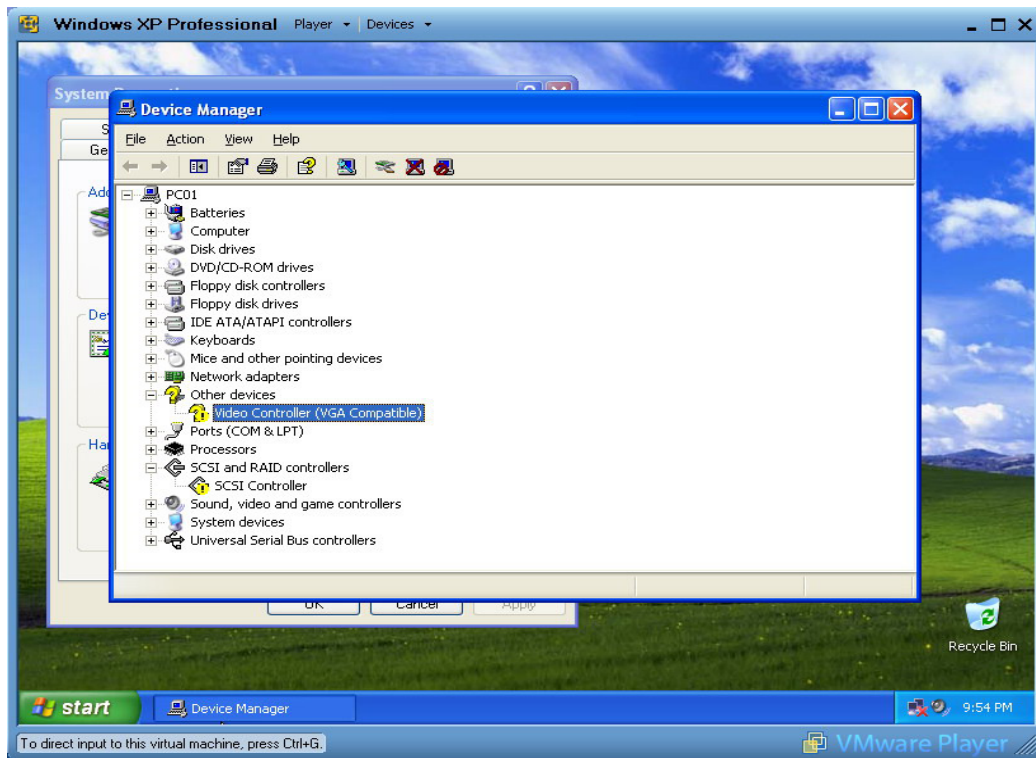 Windows XP Professional Player Devices
System
Device Manager
File Action View Help
Ge
Ad
De
Ha
PC01
Batteries
Computer
Disk drives
DVD/CD-ROM drives
Floppy disk controllers
Floppy disk drives
IDE ATA/ATAPI controllers
Keyboards
Mice and other pointing devices
Network adapters
Other devices
Video Controller (VGA Compatible)
Ports (COM & LPT)
Processors
SCSI and RAID controllers
SCSI Controller
Sound, video and game controllers
System devices
Universal Serial Bus controllers
OK Cancel Apply
Recycle Bin
start Device Manager 9:54 PM
To direct input to this virtual machine, press Ctrl+G. VMware Player